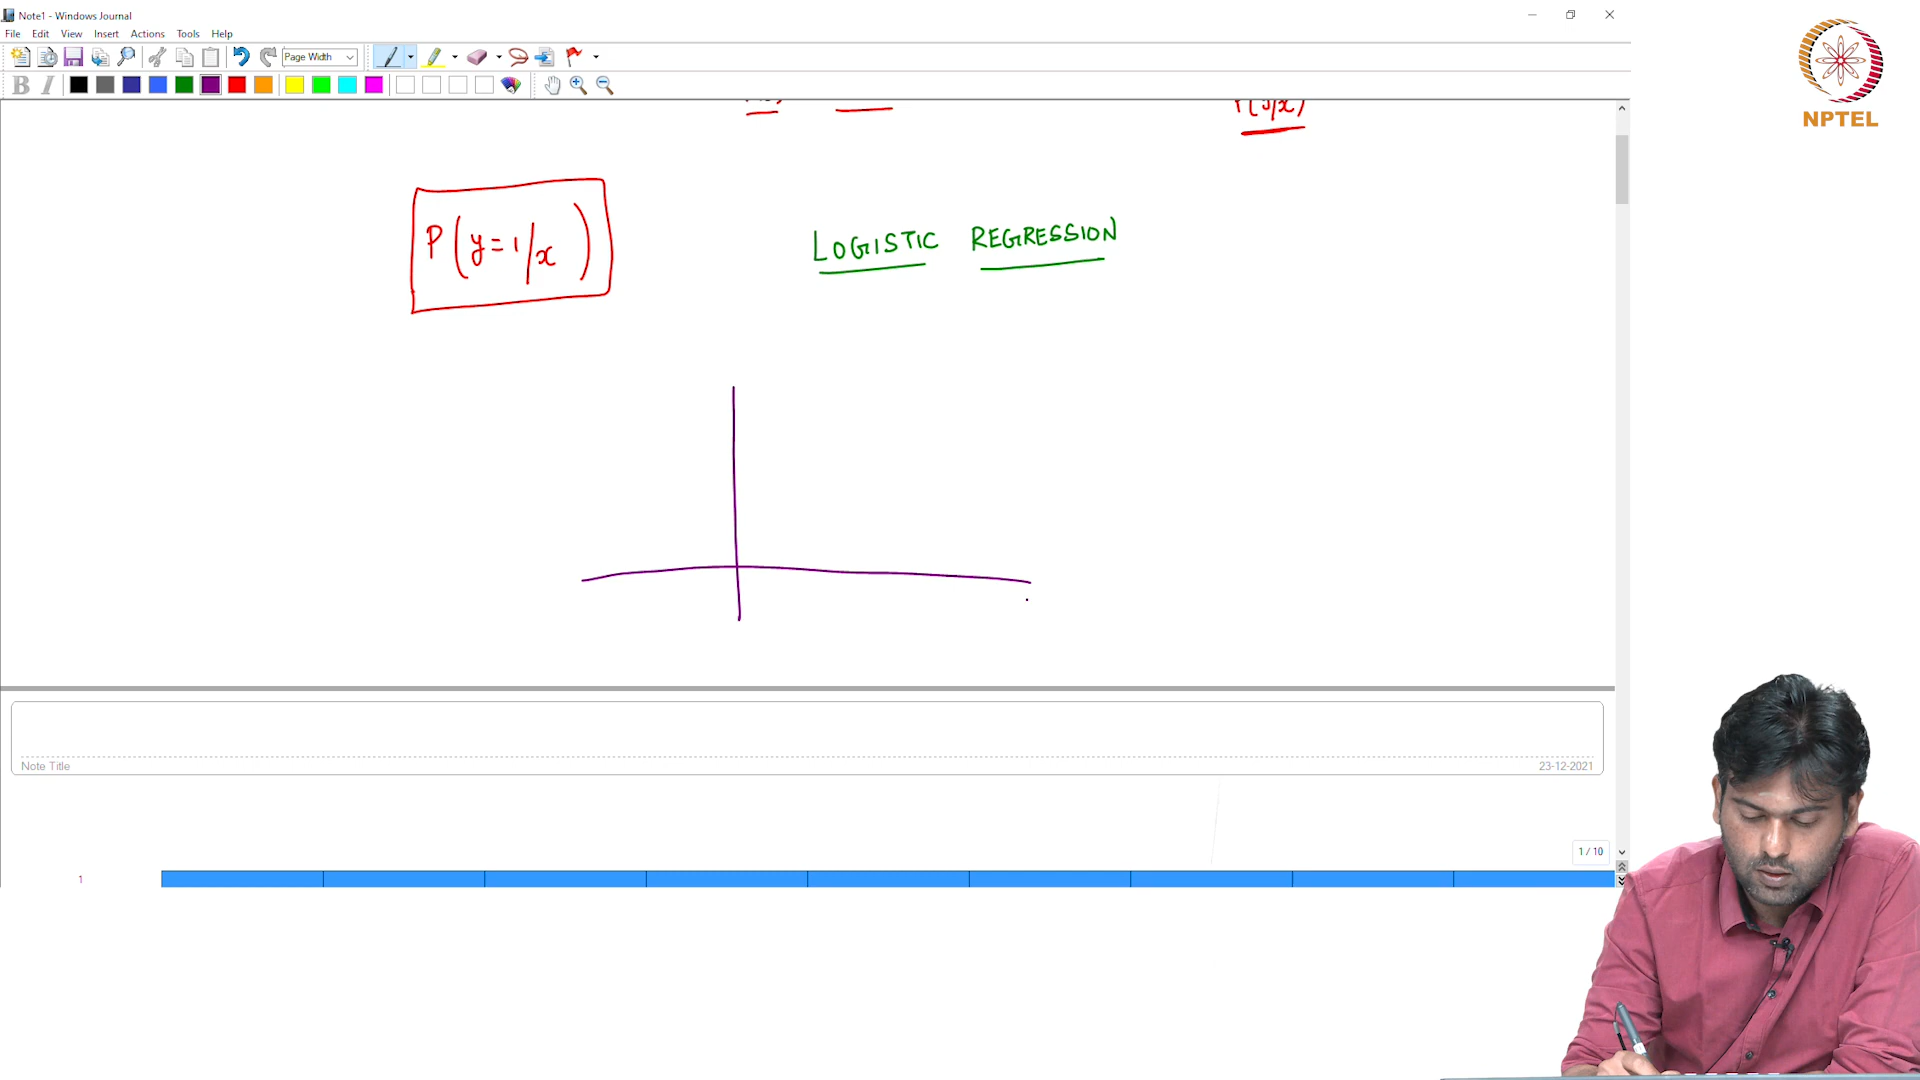 Note1 - Windows Journal
File Edit View Insert Actions Tools Help
Page Width
B I
P(y=1/x)
LOGISTIC REGRESSION
NPTEL
Note Title
23-12-2021
1 / 10
1